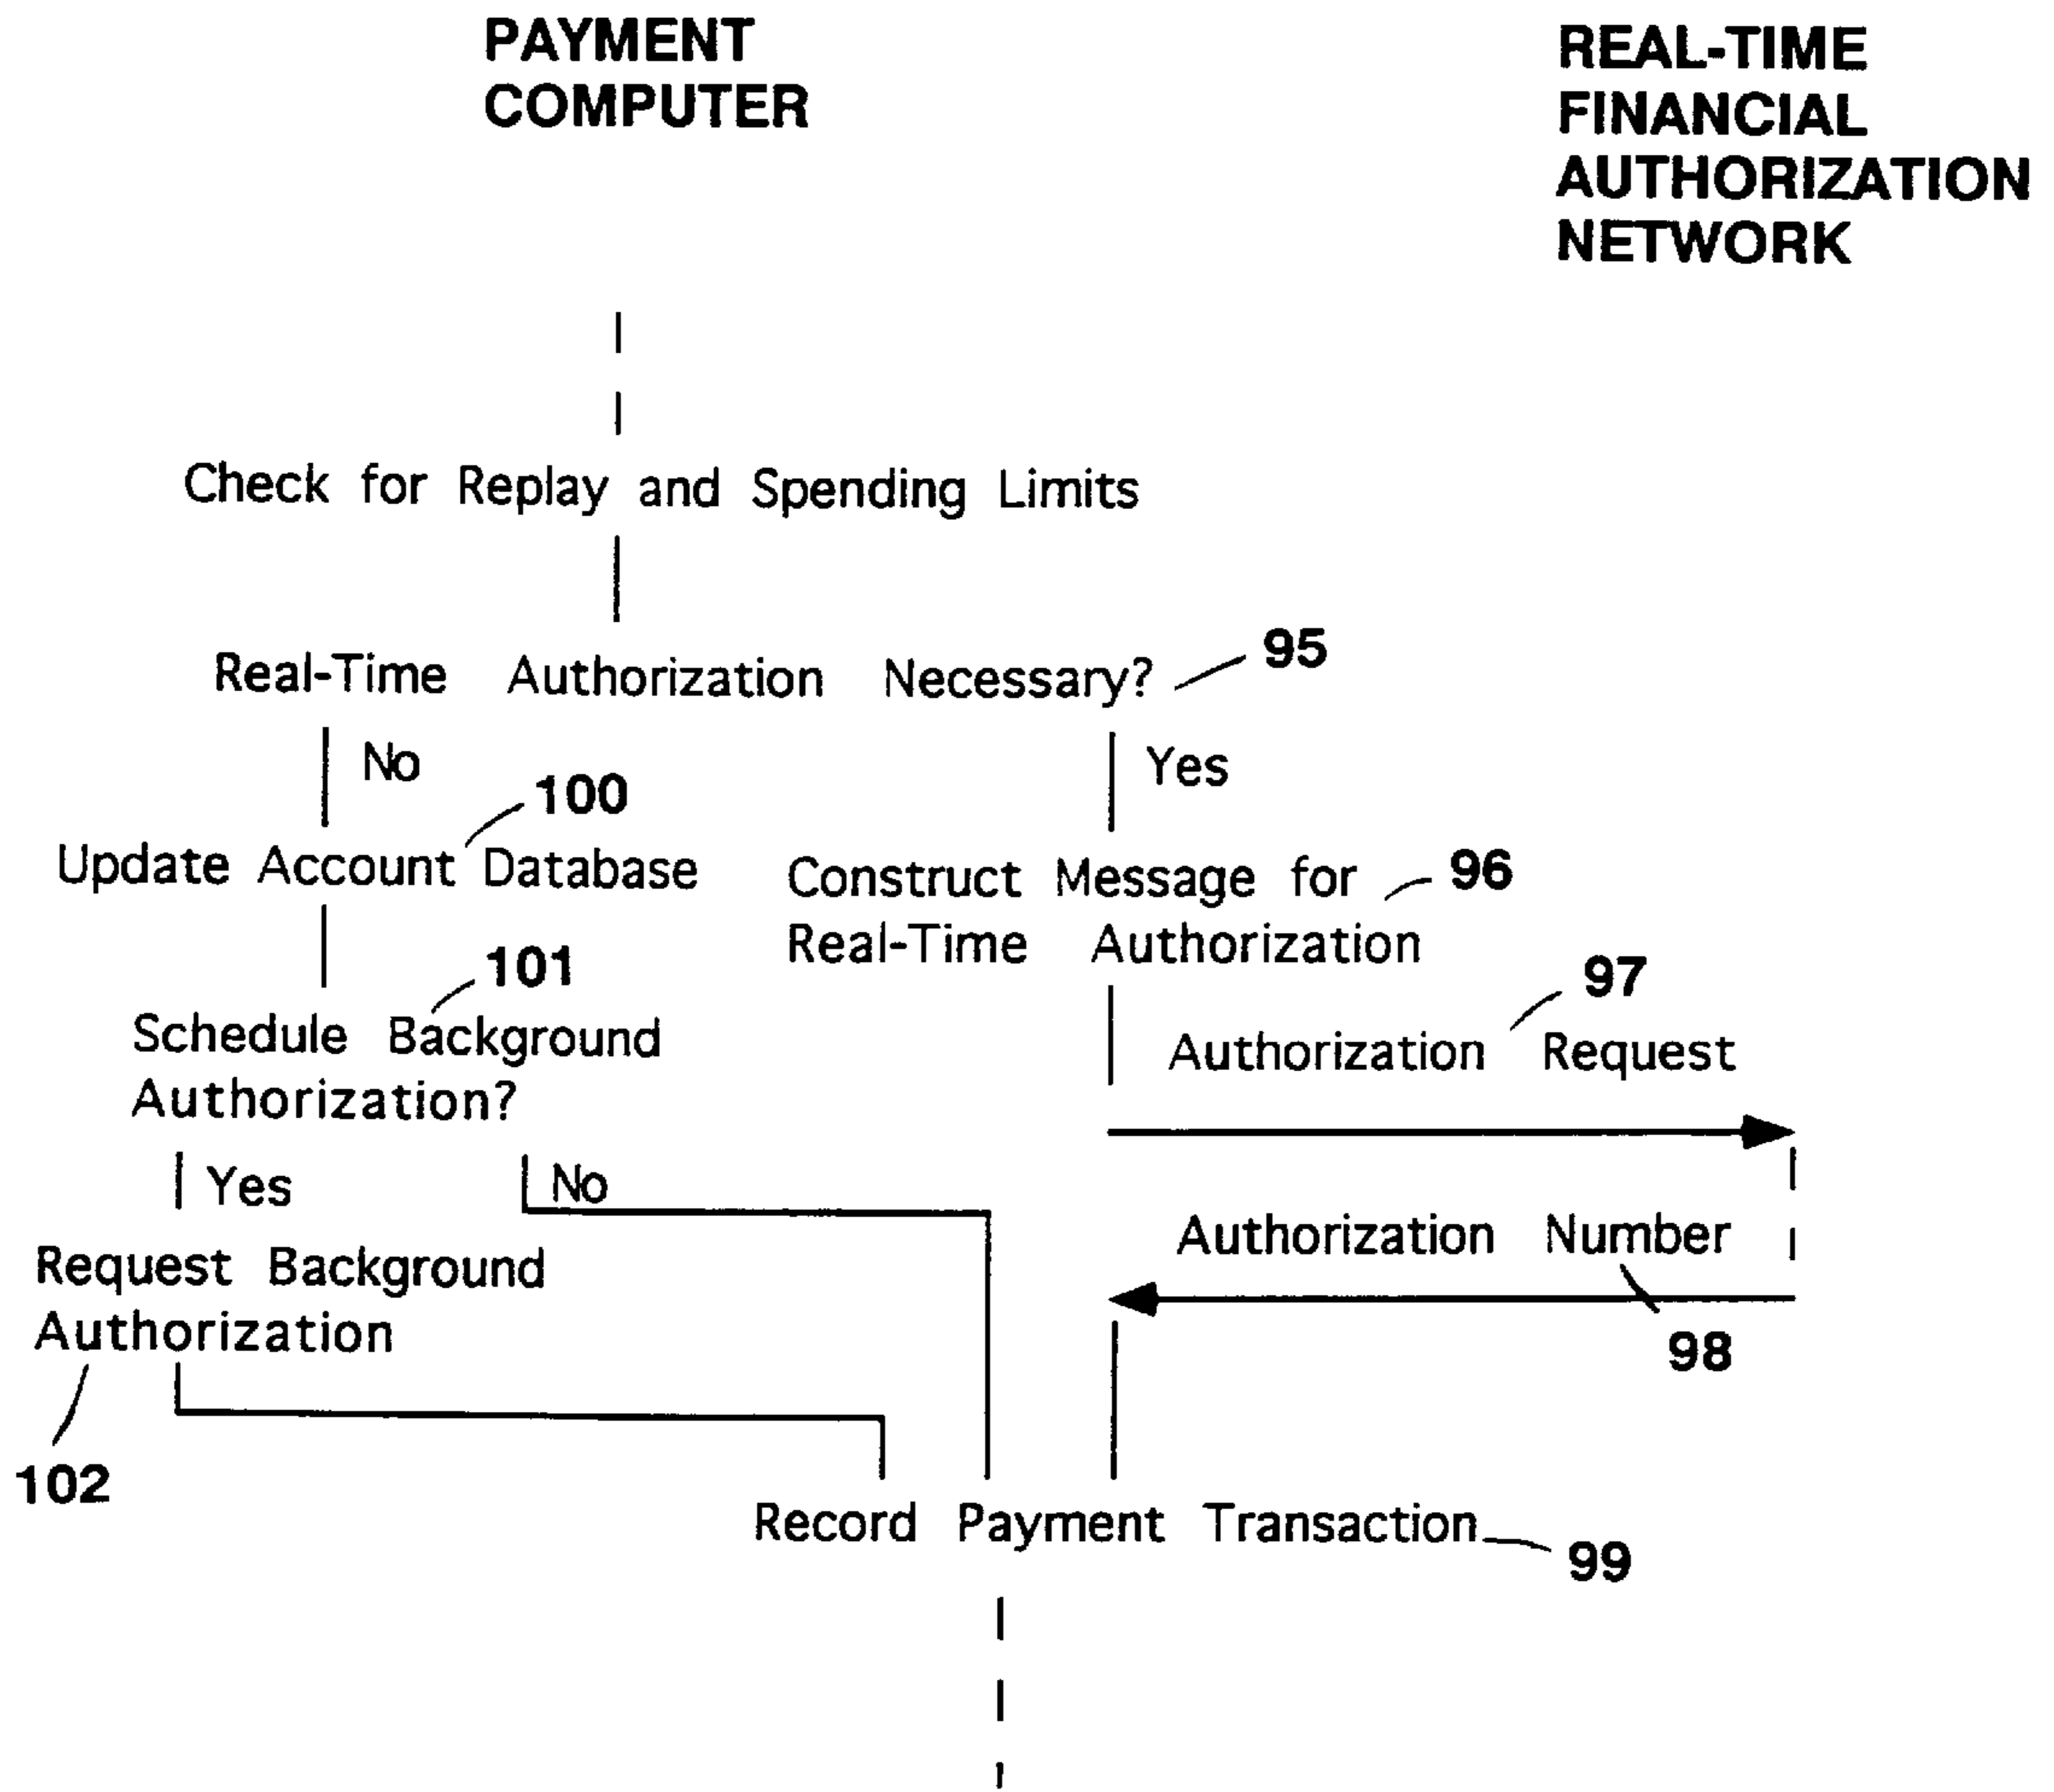 PAYMENT
COMPUTER
REAL-TIME
FINANCIAL
AUTHORIZATION
NETWORK
Check for Replay and Spending Limits
Real-Time Authorization Necessary?
95
No
Yes
100
Update Account Database
Construct Message for
Real-Time Authorization
96
101
Schedule Background
Authorization?
97
Authorization Request
Yes
No
Authorization Number
98
Request Background
Authorization
102
Record Payment Transaction
99